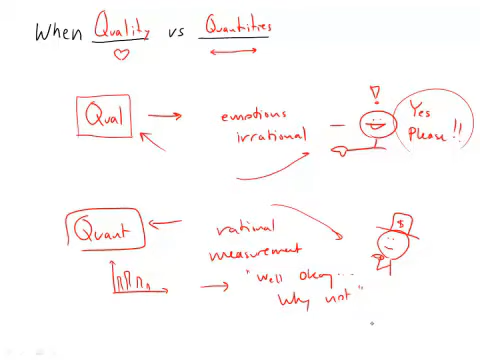 When Quality vs Quantities
Qual
emotions
irrational
!
Yes
Please!!
Quant
rational
measurement
"Well okay...
Why not"
$